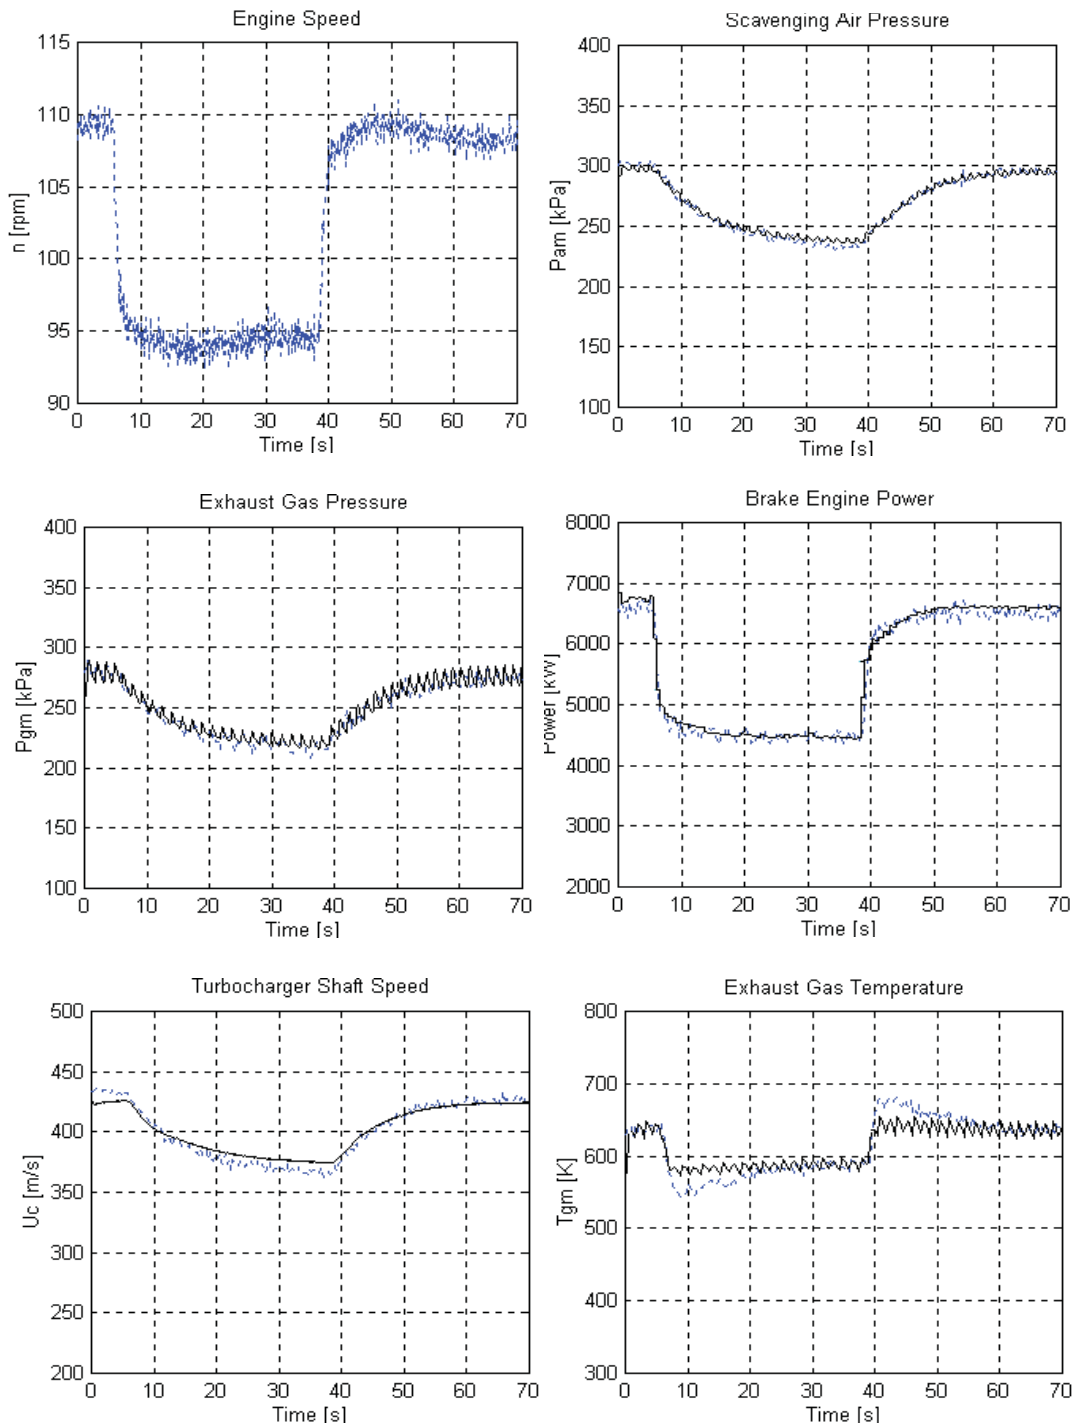 Engine Speed
115
110
105
100
95
90
n [rpm]
0 10 20 30 40 50 60 70
Time [s]
Scavenging Air Pressure
400
350
300
250
200
150
100
Pam [kPa]
0 10 20 30 40 50 60 70
Time [s]
Exhaust Gas Pressure
400
350
300
250
200
150
100
Pgm [kPa]
0 10 20 30 40 50 60 70
Time [s]
Brake Engine Power
8000
7000
6000
5000
4000
3000
2000
Power [kW]
0 10 20 30 40 50 60 70
Time [s]
Turbocharger Shaft Speed
500
450
400
350
300
250
200
Uc [m/s]
0 10 20 30 40 50 60 70
Time [s]
Exhaust Gas Temperature
800
700
600
500
400
300
Tgm [K]
0 10 20 30 40 50 60 70
Time [s]